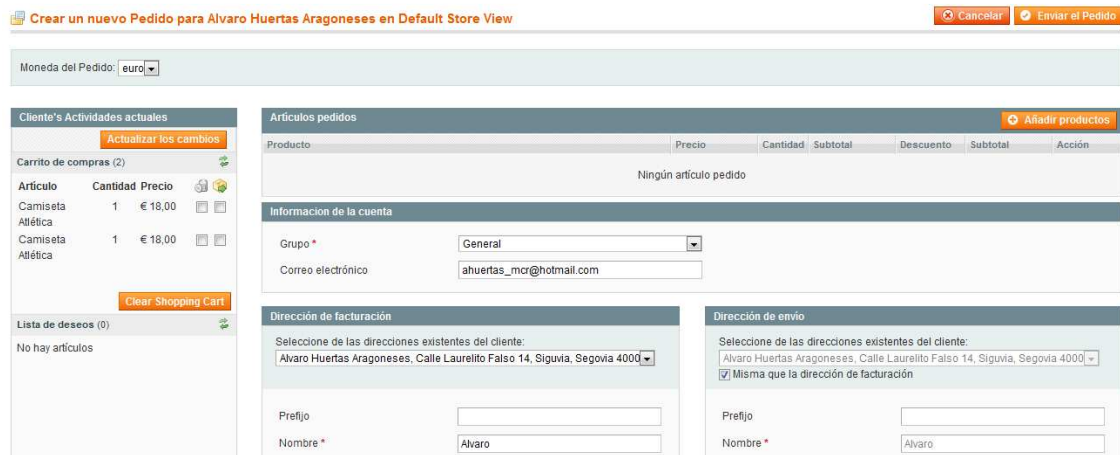 Crear un nuevo Pedido para Alvaro Huertas Aragoneses en Default Store View
Cancelar
Enviar el Pedido
Moneda del Pedido: euro
Cliente's Actividades actuales
Actualizar los cambios
Carrito de compras (2)
Artículo Cantidad Precio
Camiseta Atlética 1 € 18,00
Camiseta Atlética 1 € 18,00
Clear Shopping Cart
Lista de deseos (0)
No hay artículos
Artículos pedidos
Añadir productos
Producto Precio Cantidad Subtotal Descuento Subtotal Acción
Ningún artículo pedido
Informacion de la cuenta
Grupo * General
Correo electrónico ahuertas_mcr@hotmail.com
Dirección de facturación
Seleccione de las direcciones existentes del cliente:
Alvaro Huertas Aragoneses, Calle Laurelito Falso 14, Siguvia, Segovia 4000
Prefijo
Nombre * Alvaro
Dirección de envío
Seleccione de las direcciones existentes del cliente:
Alvaro Huertas Aragoneses, Calle Laurelito Falso 14, Siguvia, Segovia 4000
Misma que la dirección de facturación
Prefijo
Nombre * Alvaro